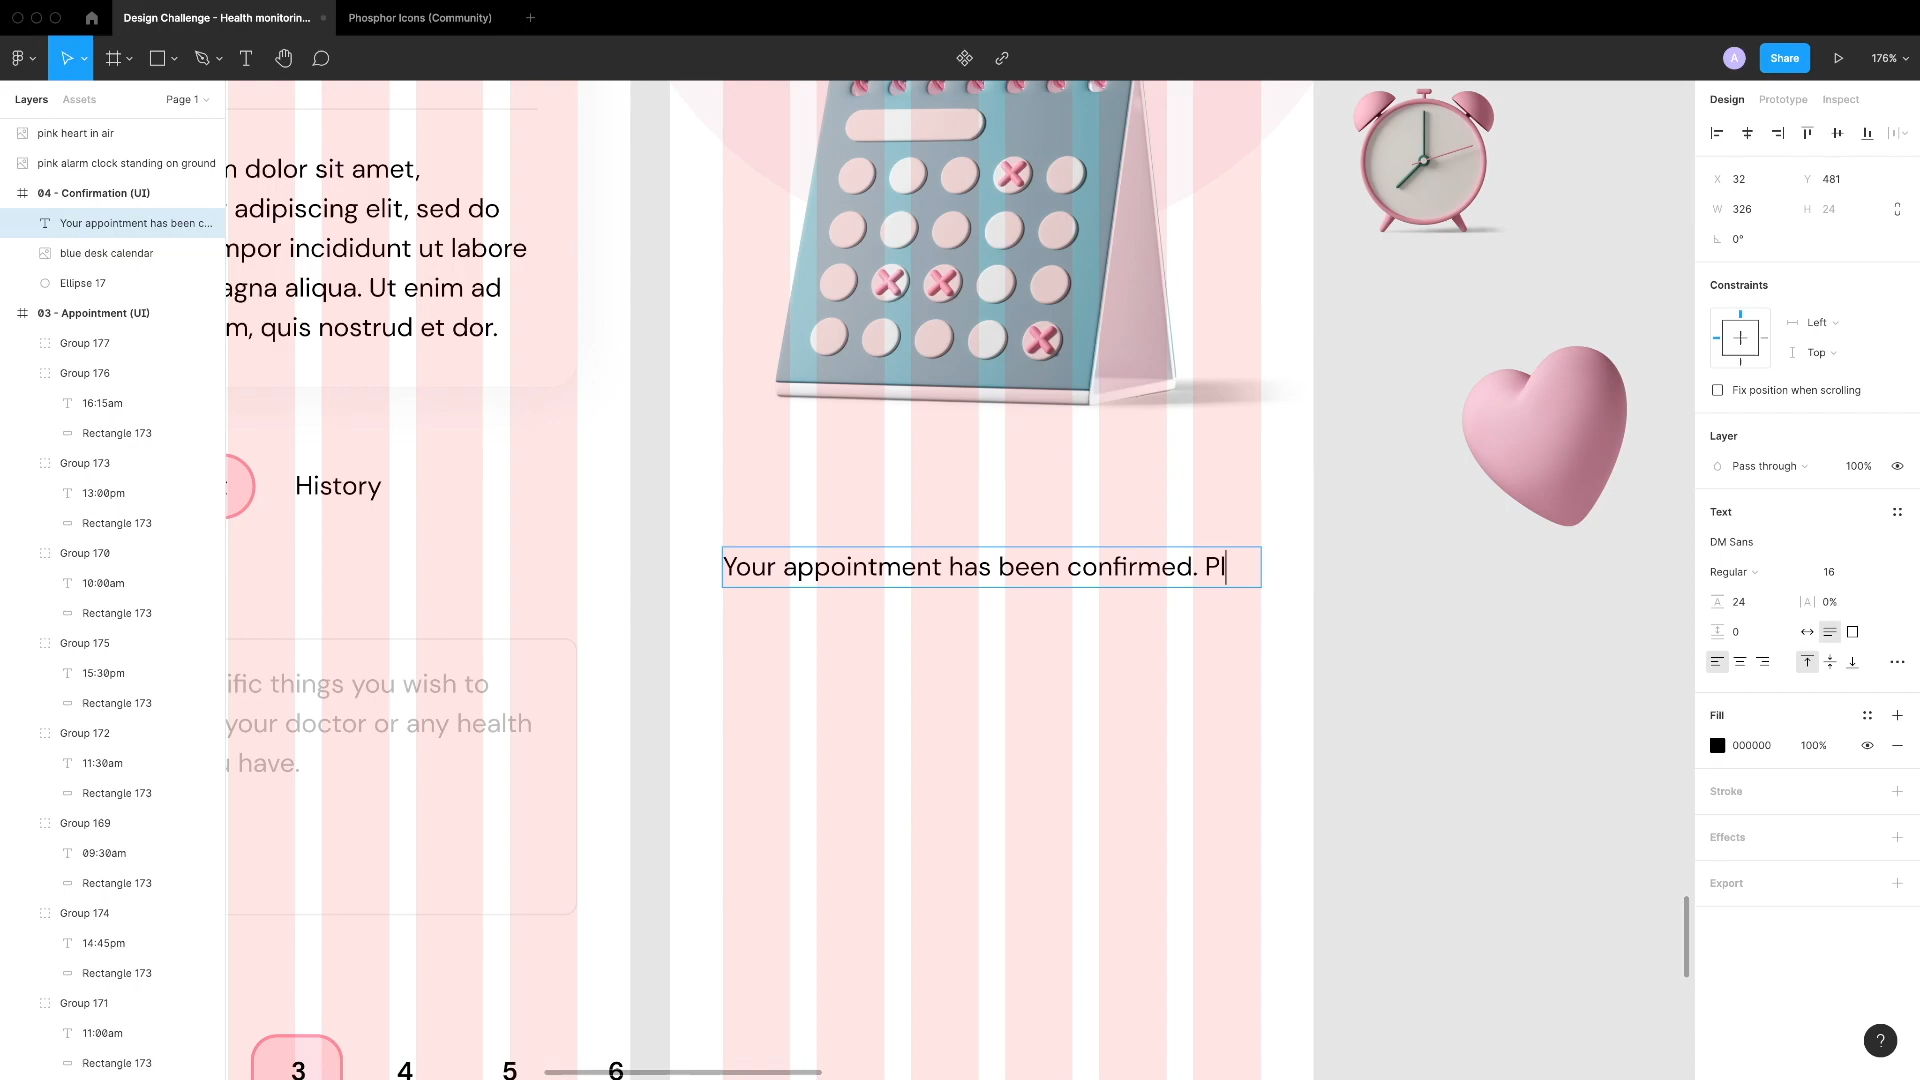 Design Challenge - Health monitorin...
Phosphor Icons (Community)
A
Share
176%
Layers
Assets
Page 1
pink heart in air
pink alarm clock standing on ground
04 - Confirmation (UI)
Your appointment has been c...
blue desk calendar
Ellipse 17
03 - Appointment (UI)
Group 177
Group 176
16:15am
Rectangle 173
Group 173
13:00pm
Rectangle 173
Group 170
10:00am
Rectangle 173
Group 175
15:30pm
Rectangle 173
Group 172
11:30am
Rectangle 173
Group 169
09:30am
Rectangle 173
Group 174
14:45pm
Rectangle 173
Group 171
11:00am
Rectangle 173
dolor sit amet,
adipiscing elit, sed do
mpor incididunt ut labore
agna aliqua. Ut enim ad
m, quis nostrud et dor.
History
ific things you wish to
your doctor or any health
have.
3 4 5 6
Your appointment has been confirmed. Pl
Design
Prototype
Inspect
X 32
Y 481
W 326
H 24
0°
Constraints
Left
Top
Fix position when scrolling
Layer
Pass through
100%
Text
DM Sans
Regular
16
24
0%
0
Fill
000000
100%
Stroke
Effects
Export
?